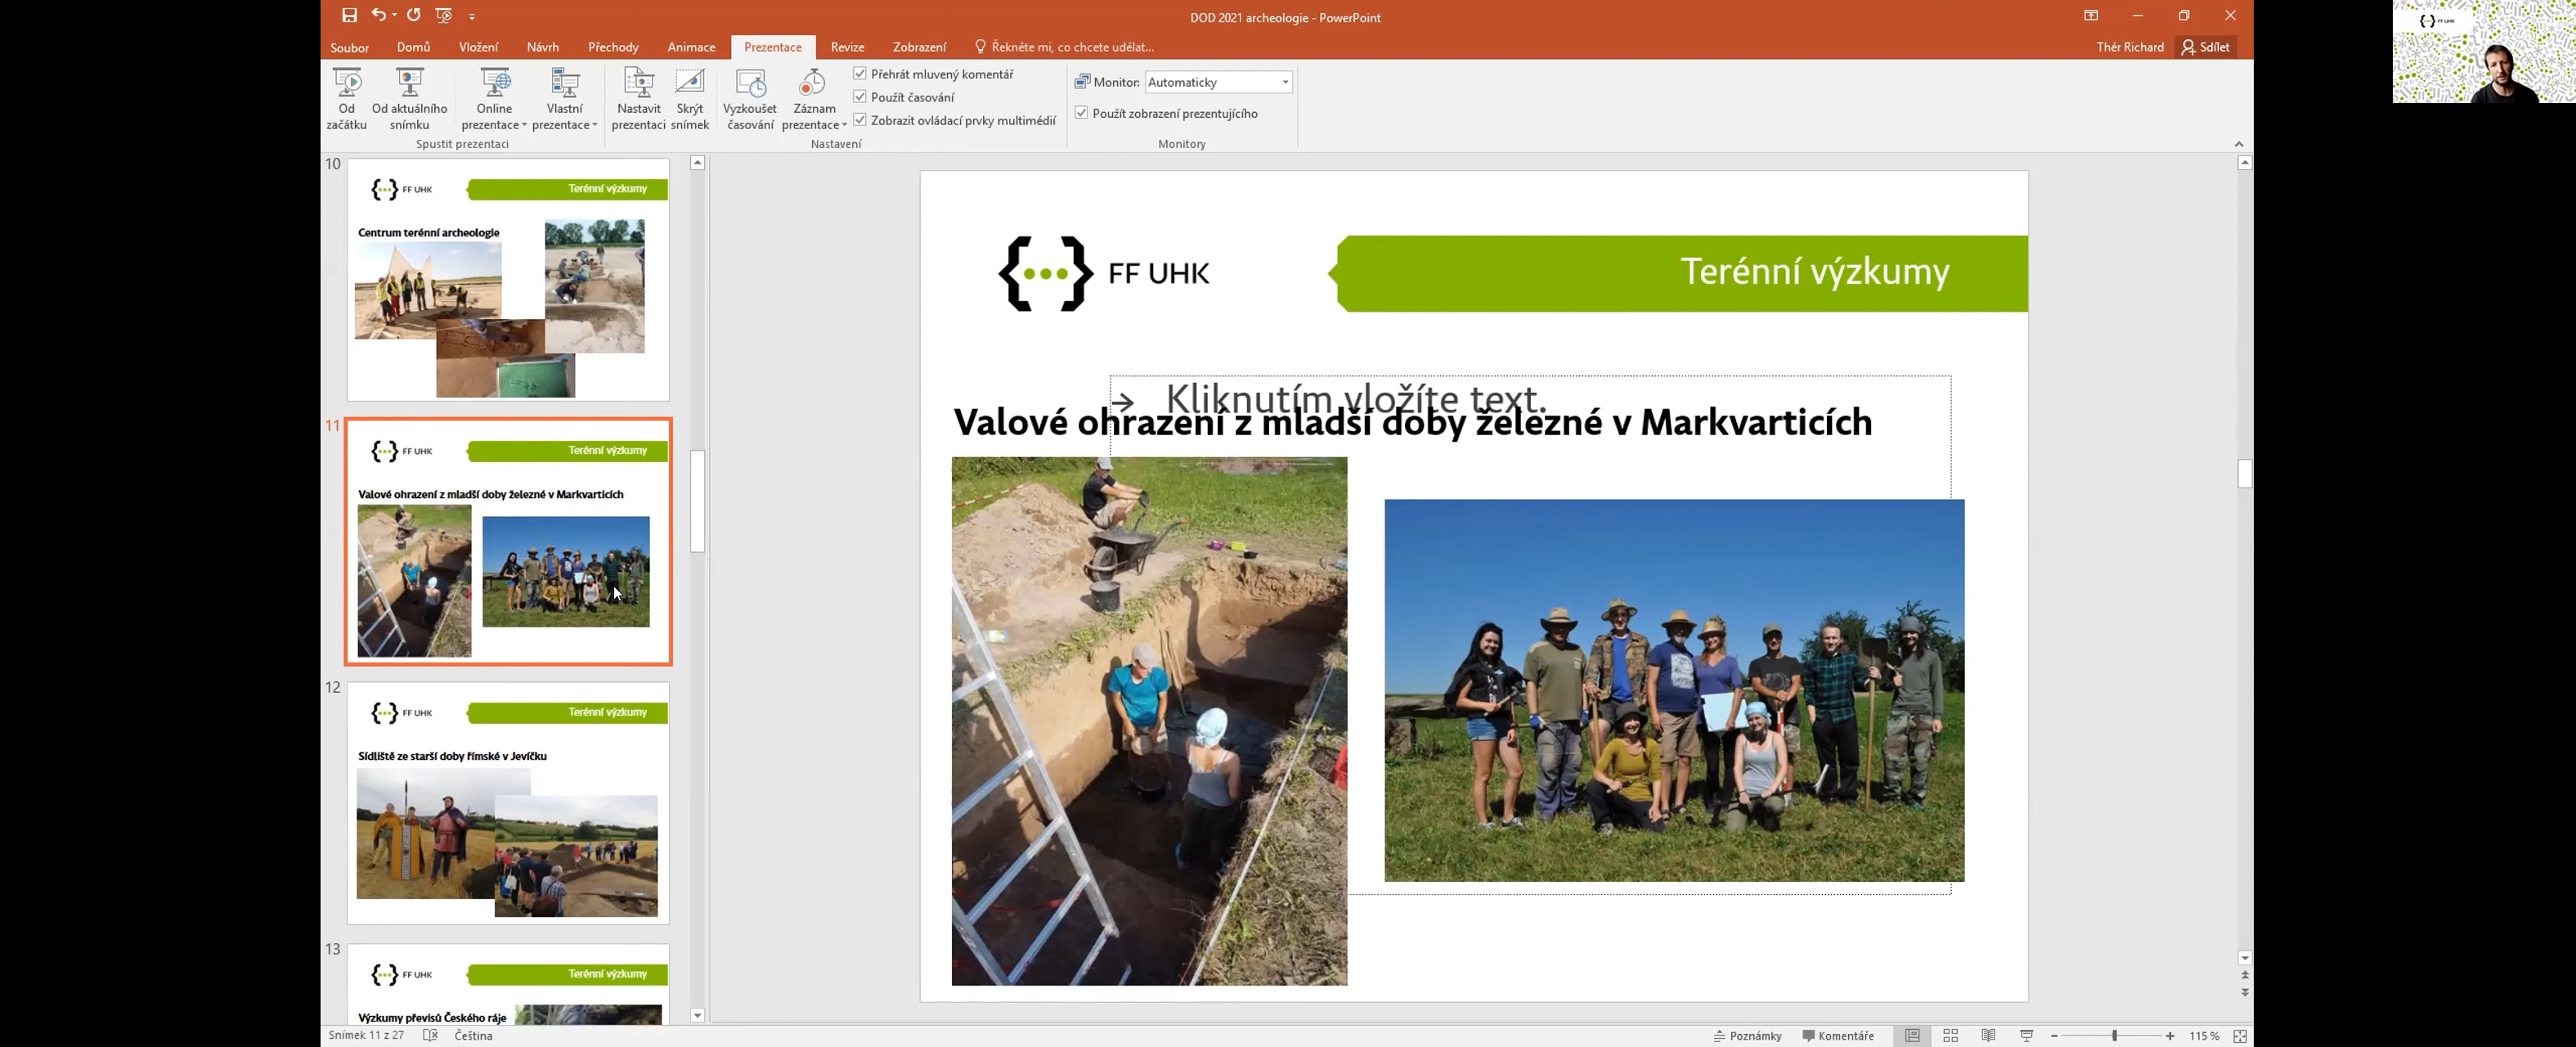 DOD 2021 archeologie - PowerPoint
Soubor Domů Vložení Návrh Přechody Animace Prezentace Revize Zobrazení Řekněte mi, co chcete udělat... Thér Richard Sdílet
Od začátku
Od aktuálního snímku
Online prezentace
Vlastní prezentace
Nastavit prezentaci
Skrýt snímek
Vyzkoušet časování
Záznam prezentace
Přehrát mluvený komentář
Použít časování
Zobrazit ovládací prvky multimédií
Monitor: Automaticky
Použít zobrazení prezentujícího
Spustit prezentaci
Nastavení
Monitory
10
FF UHK
Terénní výzkumy
Centrum terénní archeologie
11
FF UHK
Terénní výzkumy
Valové ohrazení z mladší doby železné v Markvarticích
12
FF UHK
Terénní výzkumy
Sídliště ze starší doby římské v Jevíčku
13
FF UHK
Terénní výzkumy
Výzkumy převisů Českého ráje
FF UHK
Terénní výzkumy
→ Kliknutím vložíte text.
Valové ohrazení z mladší doby železné v Markvarticích
Snímek 11 z 27 Čeština
Poznámky Komentáře 115 %
FF UHK